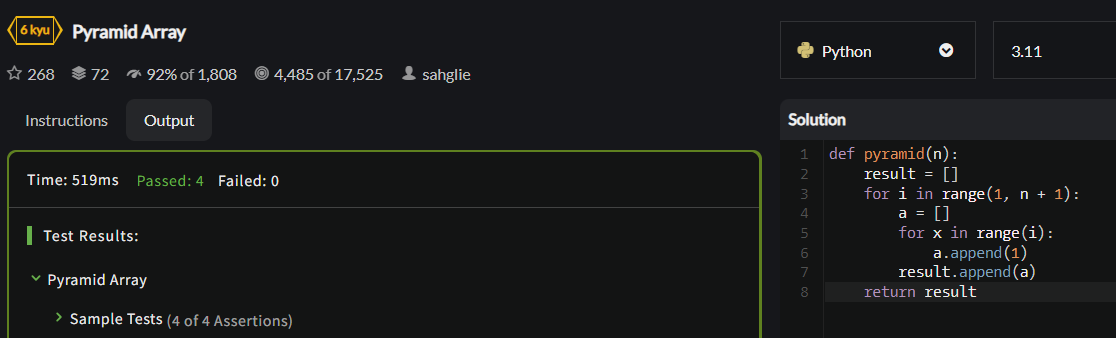 6 kyu Pyramid Array
268 72 92% of 1,808 4,485 of 17,525 sahglie
Instructions Output
Time: 519ms Passed: 4 Failed: 0
Test Results:
Pyramid Array
Sample Tests (4 of 4 Assertions)
Python 3.11
Solution
1 def pyramid(n):
2     result = []
3     for i in range(1, n + 1):
4         a = []
5         for x in range(i):
6             a.append(1)
7         result.append(a)
8     return result